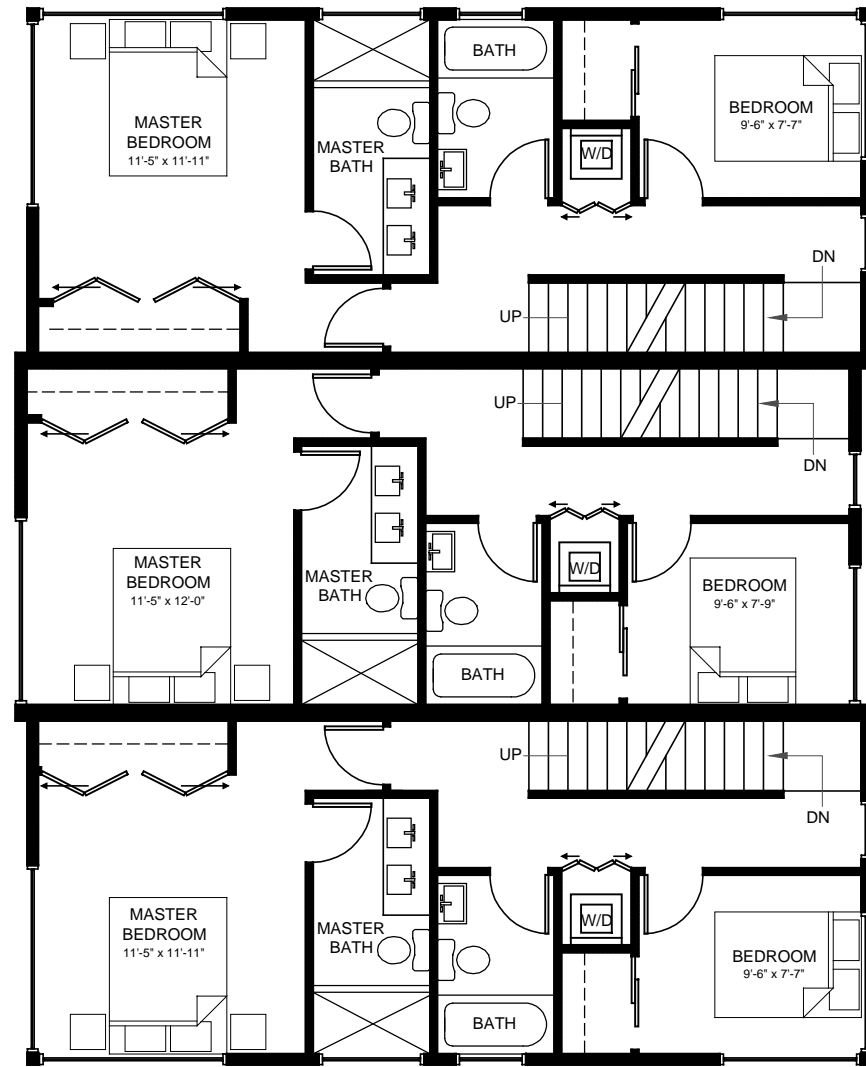 BATH
MASTER
BEDROOM
11'-5" x 11'-11"
BEDROOM
9'-6" x 7'-7"
MASTER
BATH
W/D
DN
UP
UP
DN
MASTER
BEDROOM
11'-5" x 12'-0"
MASTER
BATH
W/D
BEDROOM
9'-6" x 7'-9"
BATH
UP
DN
MASTER
BEDROOM
11'-5" x 11'-11"
MASTER
BATH
W/D
BEDROOM
9'-6" x 7'-7"
BATH